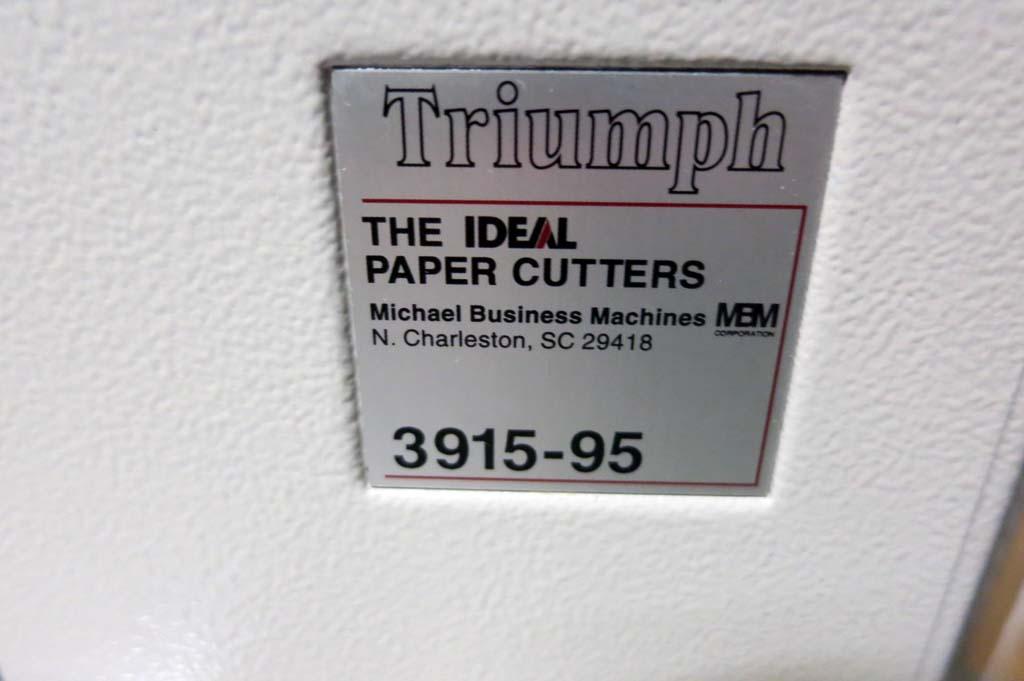 Triumph
THE IDEAL
PAPER CUTTERS
Michael Business Machines MBM
CORPORATION
N. Charleston, SC 29418
3915-95